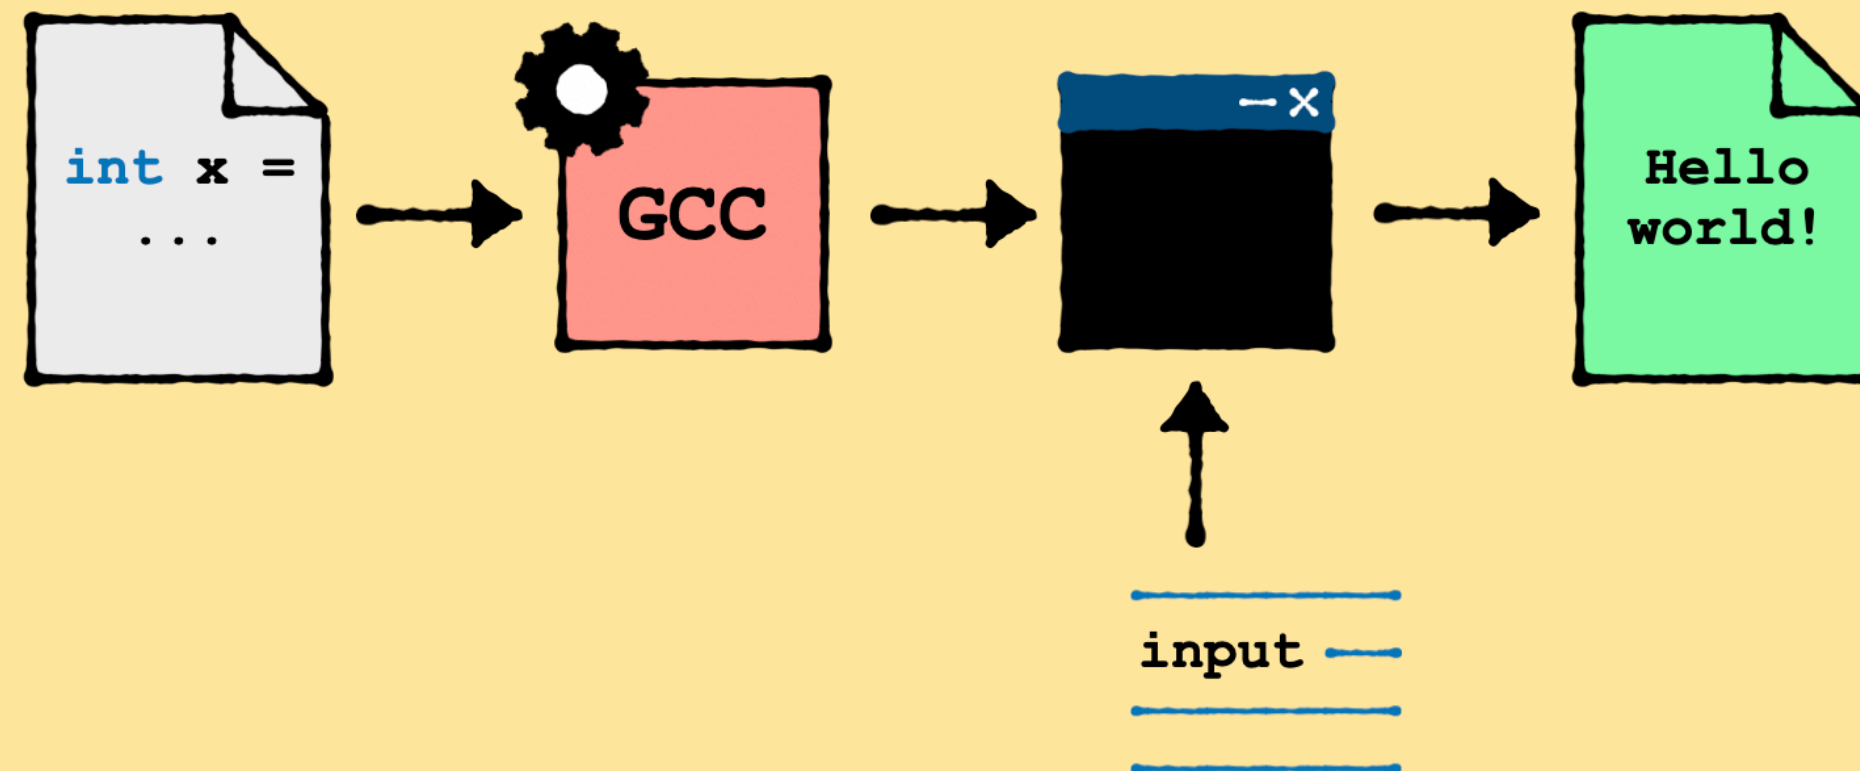 int x =
...
GCC
Hello
world!
input